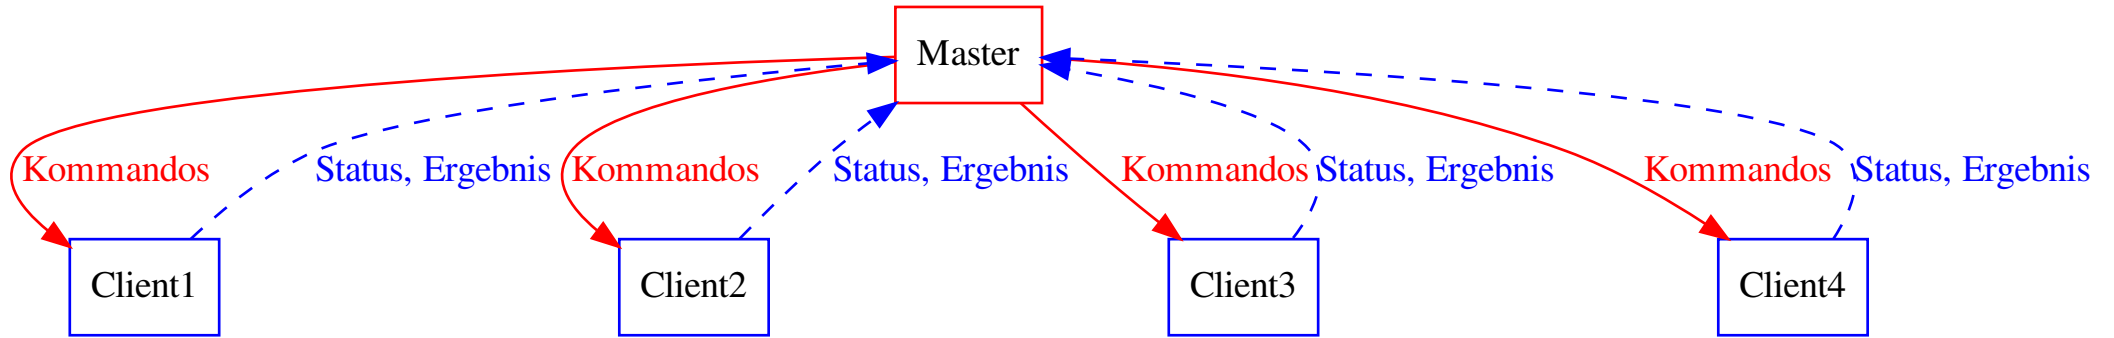 Master
Kommandos
Status, Ergebnis
Kommandos
Status, Ergebnis
Kommandos
Status, Ergebnis
Kommandos
Status, Ergebnis
Client1
Client2
Client3
Client4